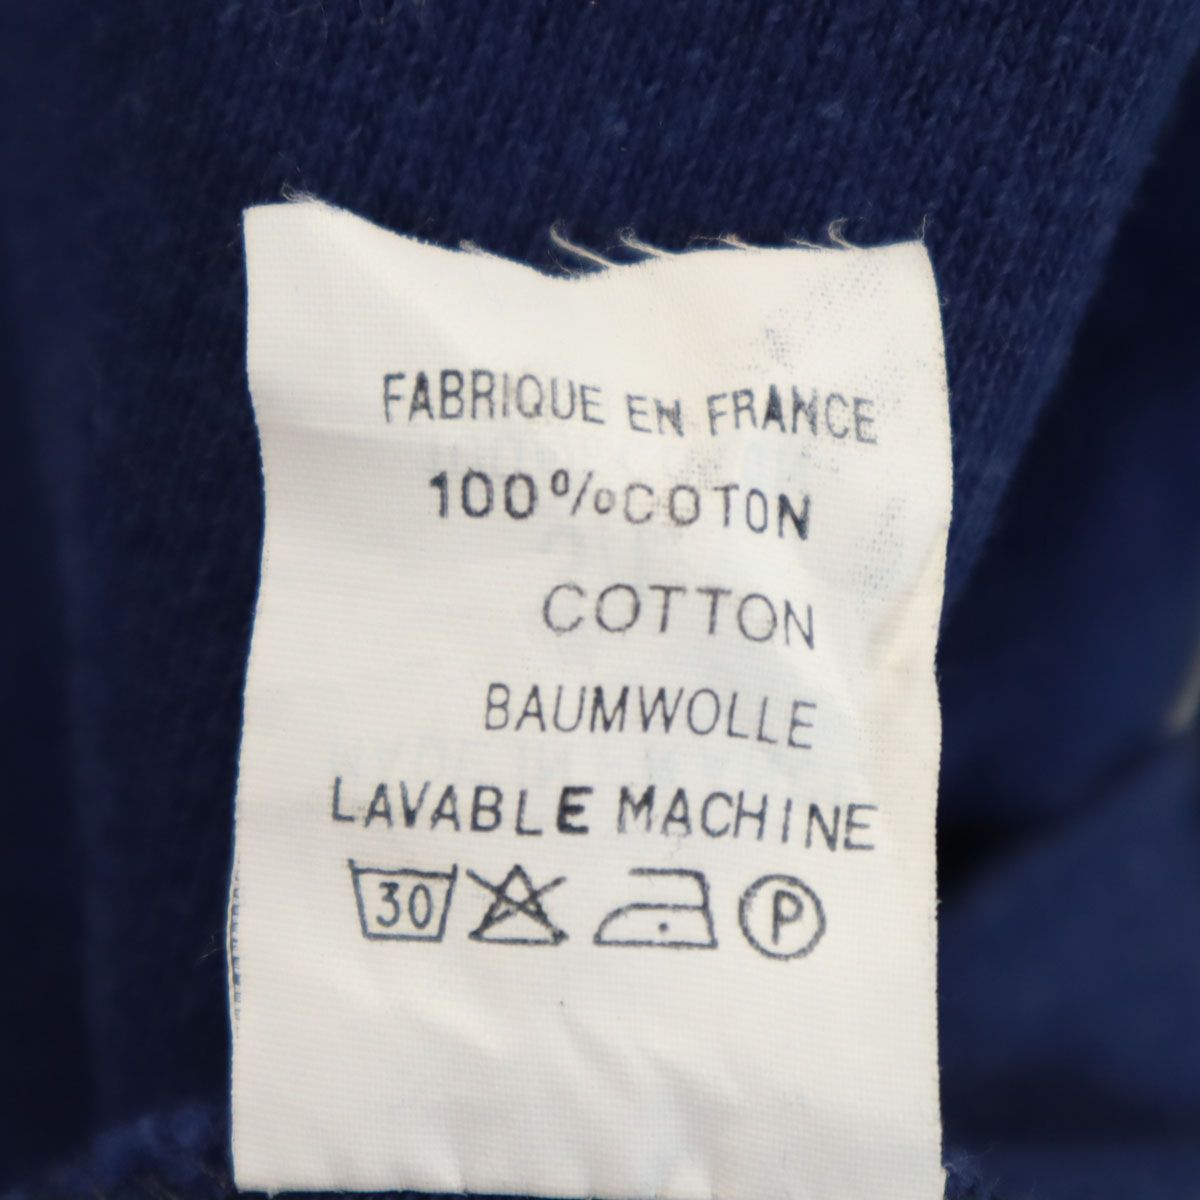 FABRIQUE EN FRANCE
100% COTON
COTTON
BAUMWOLLE
LAVABLE MACHINE
30 P